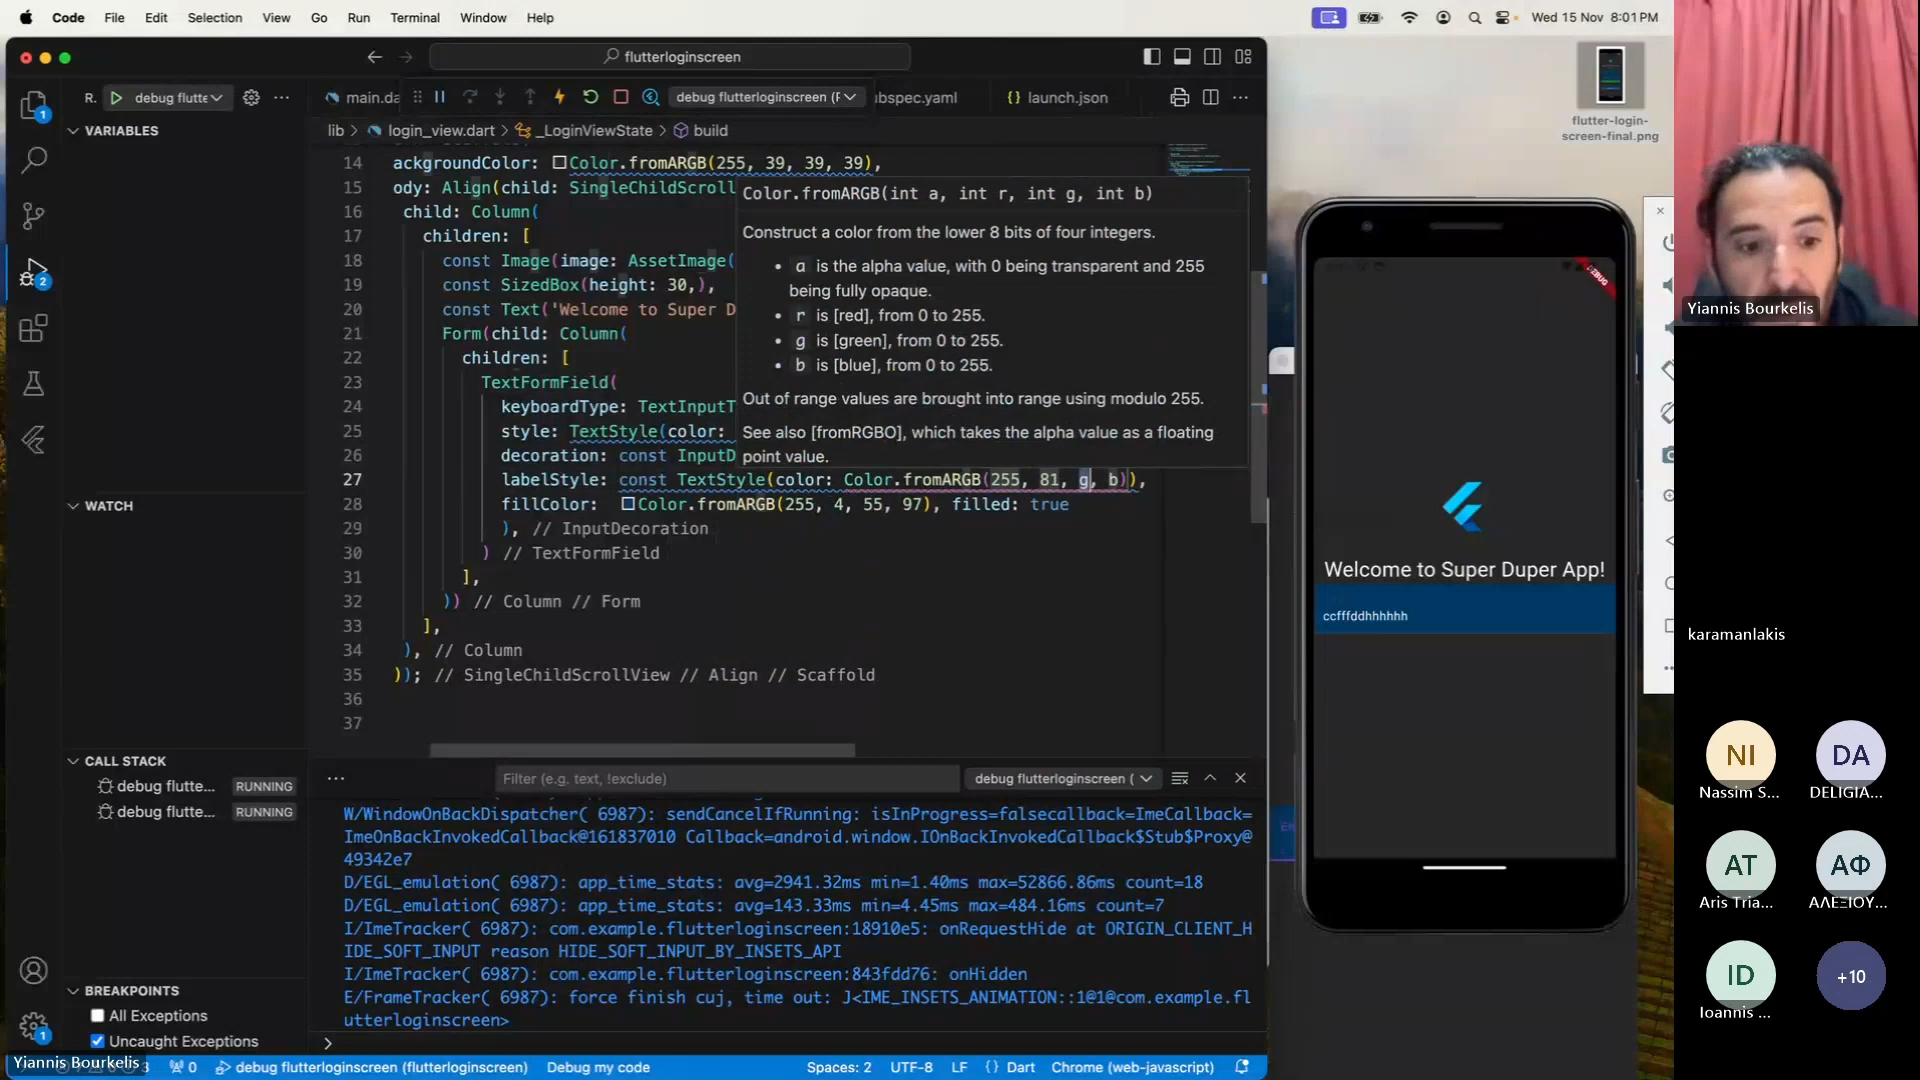 Code File Edit Selection View Go Run Terminal Window Help
Wed 15 Nov 8:01 PM
flutterloginscreen
R. debug flutte
main.da
debug flutterloginscreen (F
ubspec.yaml
launch.json
VARIABLES
lib > login_view.dart > _LoginViewState > build
14 ackgroundColor: Color.fromARGB(255, 39, 39, 39),
15 ody: Align(child: SingleChildScroll
16 child: Column(
17 children: [
18 const Image(image: AssetImage(
19 const SizedBox(height: 30,),
20 const Text('Welcome to Super D
21 Form(child: Column(
22 children: [
23 TextFormField(
24 keyboardType: TextInputT
25 style: TextStyle(color:
26 decoration: const InputD
27 labelStyle: const TextStyle(color: Color.fromARGB(255, 81, g, b)),
28 fillColor: Color.fromARGB(255, 4, 55, 97), filled: true
29 ), // InputDecoration
30 ) // TextFormField
31 ],
32 )) // Column // Form
33 ],
34 ), // Column
35 )); // SingleChildScrollView // Align // Scaffold
36
37
Color.fromARGB(int a, int r, int g, int b)
Construct a color from the lower 8 bits of four integers.
• a is the alpha value, with 0 being transparent and 255
being fully opaque.
• r is [red], from 0 to 255.
• g is [green], from 0 to 255.
• b is [blue], from 0 to 255.
Out of range values are brought into range using modulo 255.
See also [fromRGBO], which takes the alpha value as a floating
point value.
WATCH
CALL STACK
debug flutte... RUNNING
debug flutte... RUNNING
BREAKPOINTS
All Exceptions
Uncaught Exceptions
1
2
1
Filter (e.g. text, !exclude)
debug flutterloginscreen (
W/WindowOnBackDispatcher( 6987): sendCancelIfRunning: isInProgress=falsecallback=ImeCallback=
ImeOnBackInvokedCallback@161837010 Callback=android.window.IOnBackInvokedCallback$Stub$Proxy@
49342e7
D/EGL_emulation( 6987): app_time_stats: avg=2941.32ms min=1.40ms max=52866.86ms count=18
D/EGL_emulation( 6987): app_time_stats: avg=143.33ms min=4.45ms max=484.16ms count=7
I/ImeTracker( 6987): com.example.flutterloginscreen:18910e5: onRequestHide at ORIGIN_CLIENT_H
IDE_SOFT_INPUT reason HIDE_SOFT_INPUT_BY_INSETS_API
I/ImeTracker( 6987): com.example.flutterloginscreen:843fdd76: onHidden
E/FrameTracker( 6987): force finish cuj, time out: J<IME_INSETS_ANIMATION::1@1@com.example.fl
utterloginscreen>
Yiannis Bourkelis
3
0
debug flutterloginscreen (flutterloginscreen)
Debug my code
Spaces: 2 UTF-8 LF {} Dart Chrome (web-javascript)
flutter-login-
screen-final.png
DEBUG
Welcome to Super Duper App!
ccfffddhhhhhh
Yiannis Bourkelis
karamanlakis
NI DA
Nassim S... DELIGIA...
AT ΑΦ
Aris Tria... ΑΛΕΞΙΟΥ...
ID +10
Ioannis ...